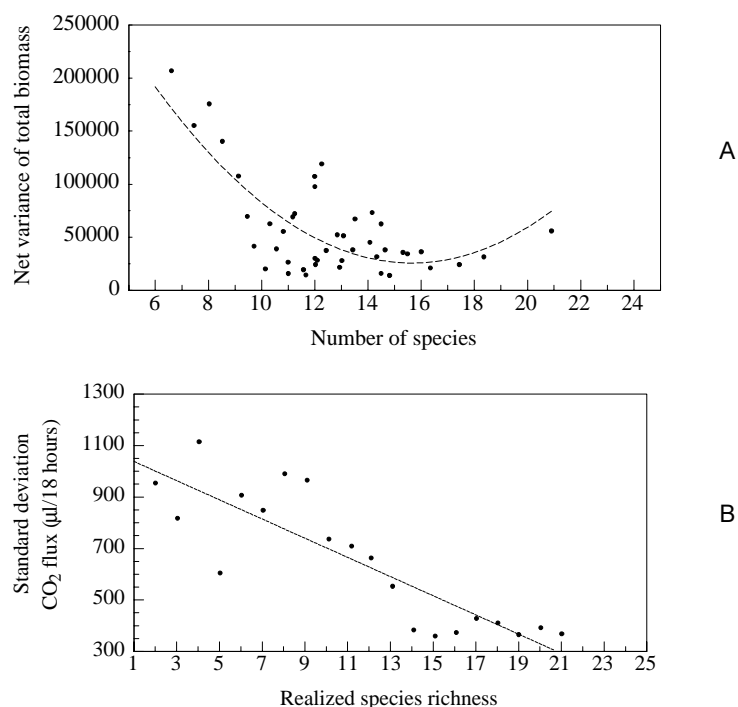 250000
200000
150000
100000
50000
0
Net variance of total biomass
6 8 10 12 14 16 18 20 22 24
Number of species
A
1300
1100
900
700
500
300
Standard deviation
CO₂ flux (μl/18 hours)
1 3 5 7 9 11 13 15 17 19 21 23 25
Realized species richness
B